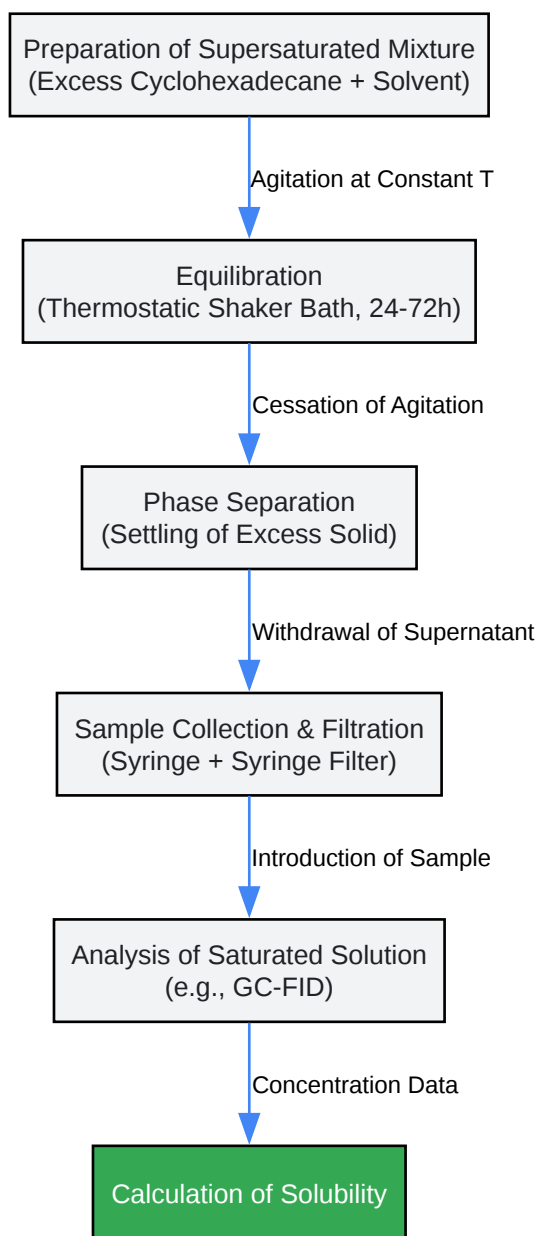 Preparation of Supersaturated Mixture
(Excess Cyclohexadecane + Solvent)
Agitation at Constant T
Equilibration
(Thermostatic Shaker Bath, 24-72h)
Cessation of Agitation
Phase Separation
(Settling of Excess Solid)
Withdrawal of Supernatant
Sample Collection & Filtration
(Syringe + Syringe Filter)
Introduction of Sample
Analysis of Saturated Solution
(e.g., GC-FID)
Concentration Data
Calculation of Solubility